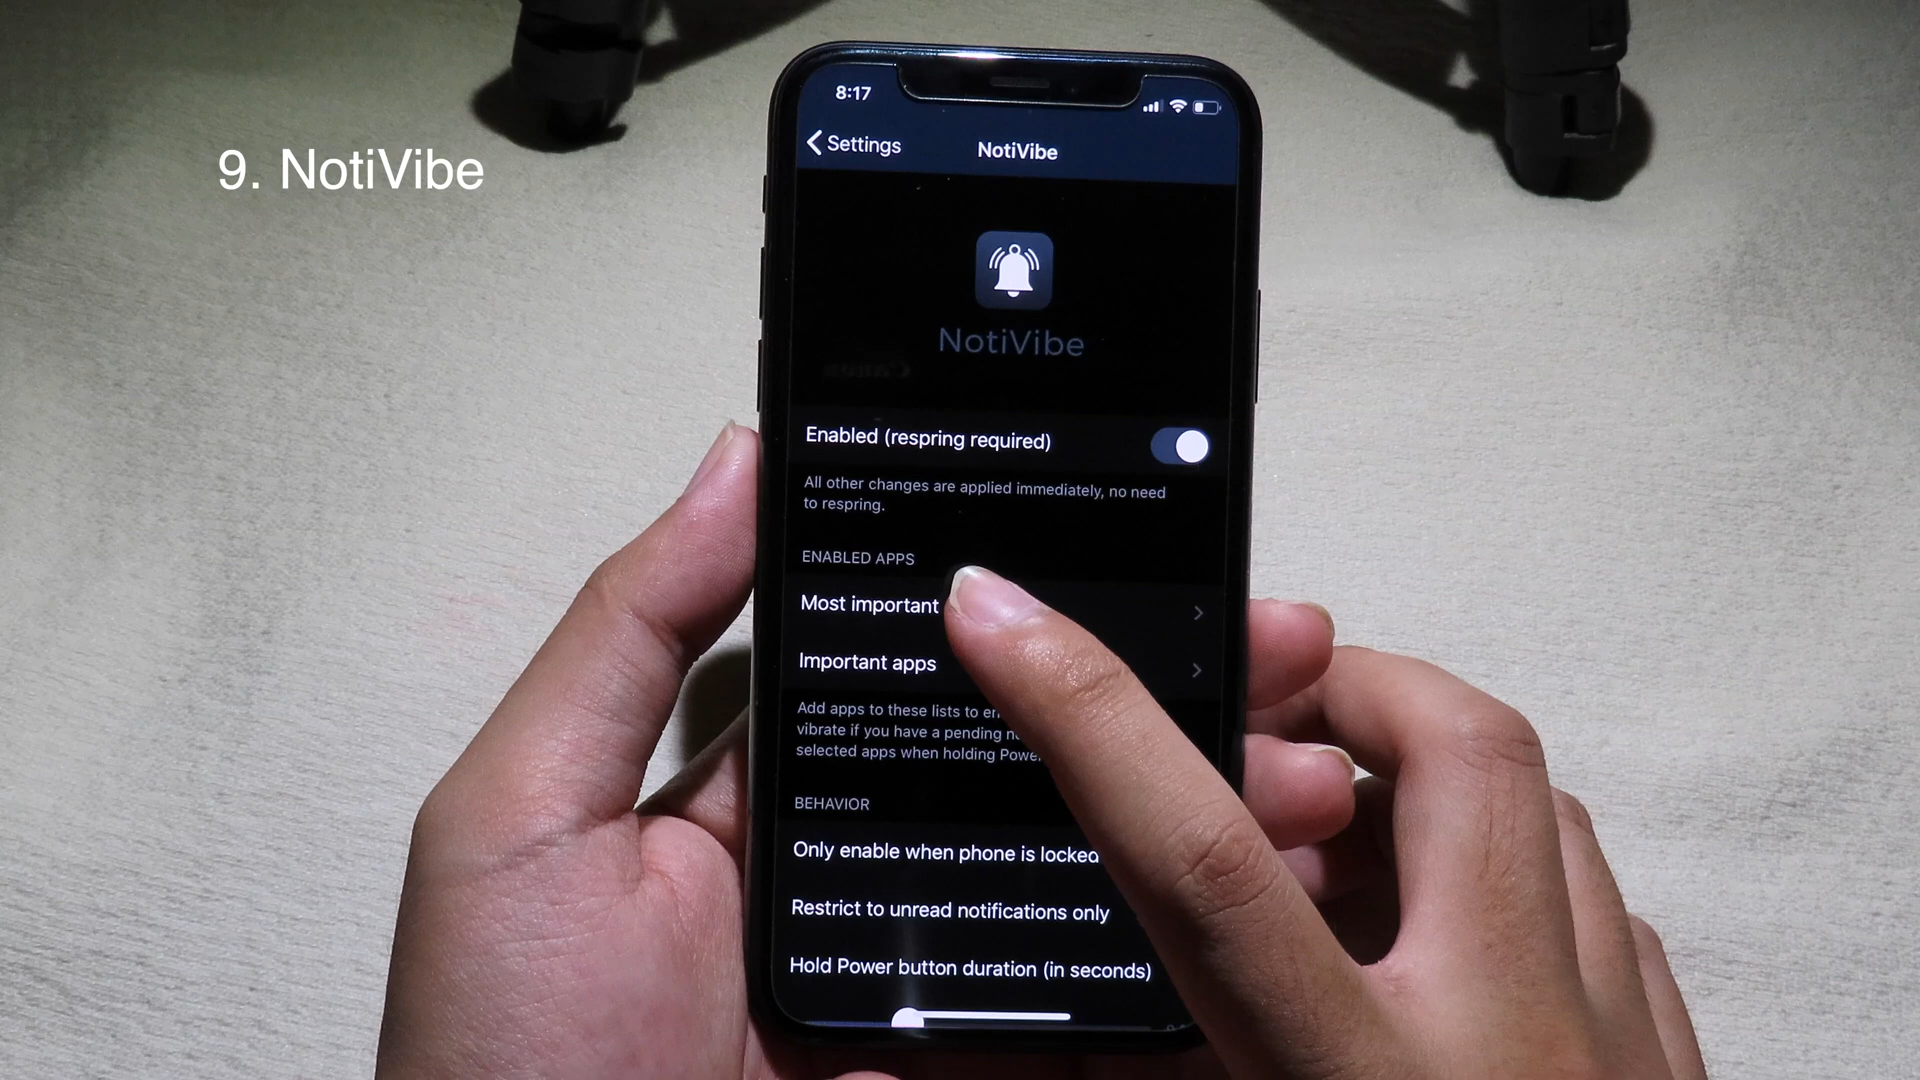 9. NotiVibe
8:17
Settings
NotiVibe
NotiVibe
Enabled (respring required)
All other changes are applied immediately, no need
to respring.
ENABLED APPS
Most important
Important apps
Add apps to these lists to
vibrate if you have a pending
selected apps when holding Power
BEHAVIOR
Only enable when phone is locked
Restrict to unread notifications only
Hold Power button duration (in seconds)